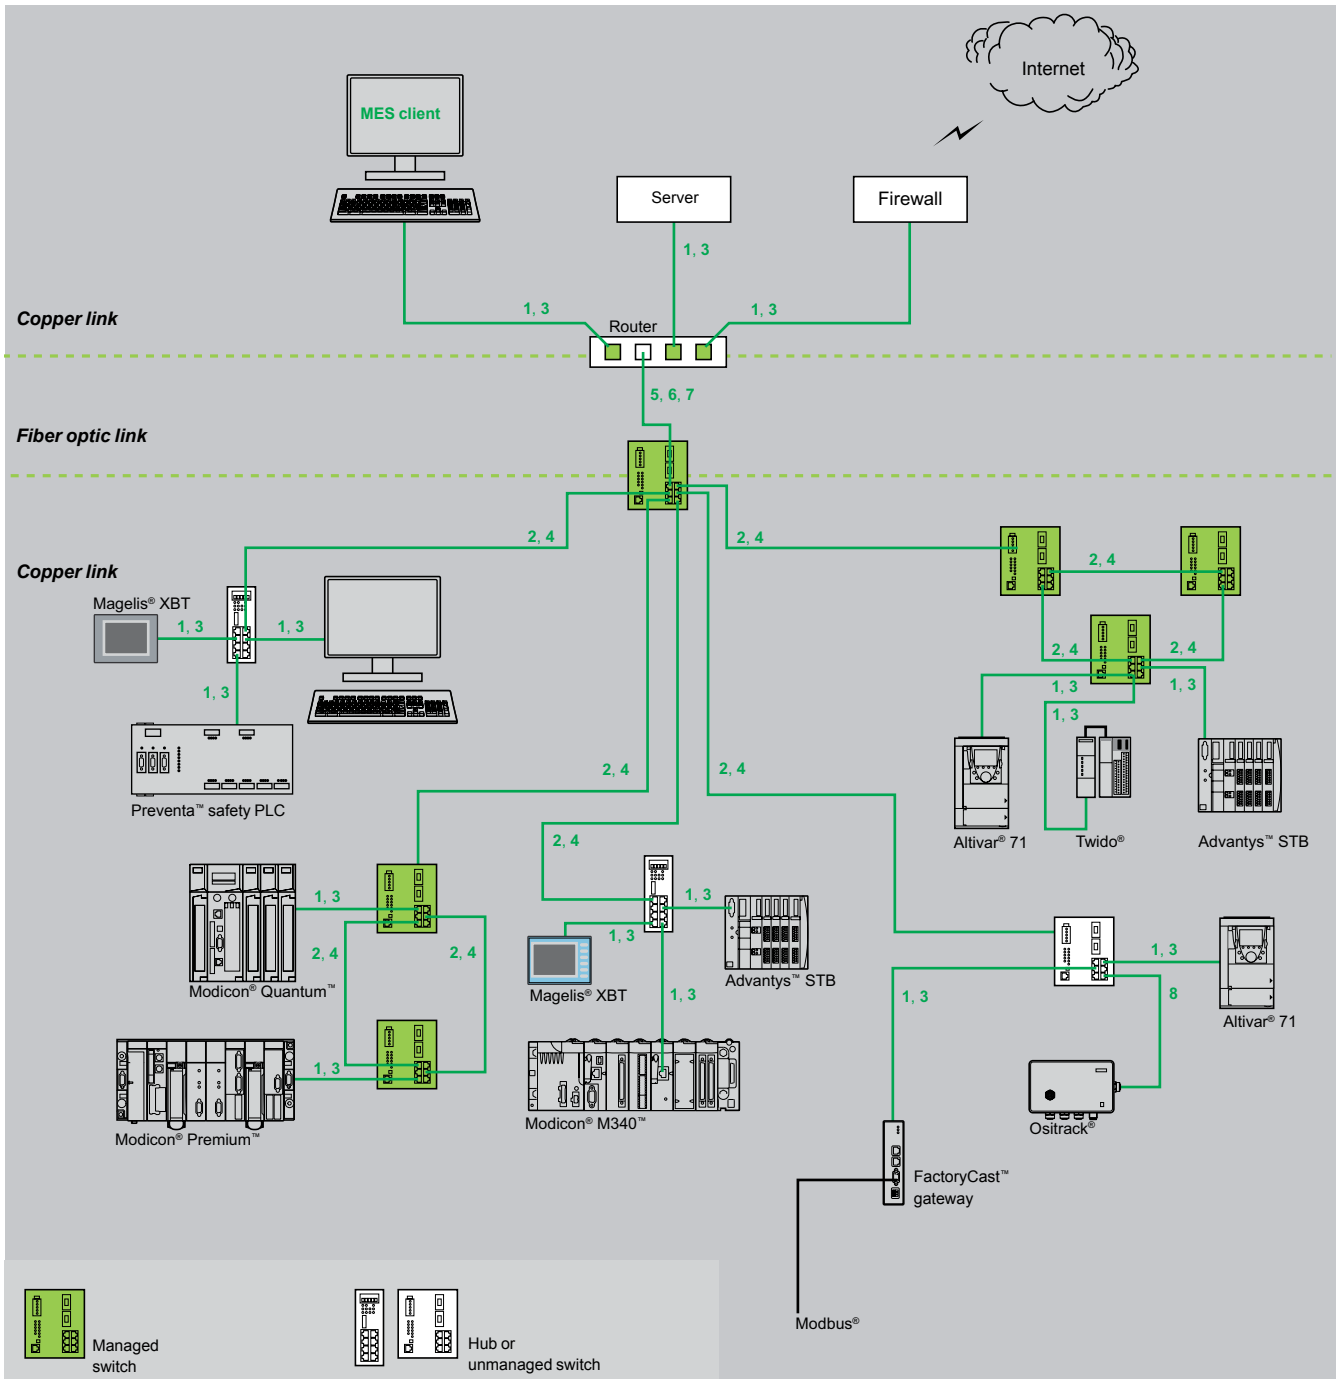 Internet
MES client
Server
Firewall
1, 3
1, 3
1, 3
Copper link
Router
5, 6, 7
Fiber optic link
2, 4
2, 4
2, 4
Copper link
Magelis® XBT
1, 3
1, 3
2, 4
2, 4
1, 3
1, 3
1, 3
1, 3
2, 4
2, 4
Preventa™ safety PLC
2, 4
Altivar® 71
Twido®
Advantys™ STB
1, 3
1, 3
1, 3
1, 3
2, 4
2, 4
Modicon® Quantum™
Magelis® XBT
Advantys™ STB
1, 3
1, 3
8
Altivar® 71
1, 3
Modicon® Premium™
Modicon® M340™
Ositrack®
FactoryCast™
gateway
Modbus®
Managed
switch
Hub or
unmanaged switch